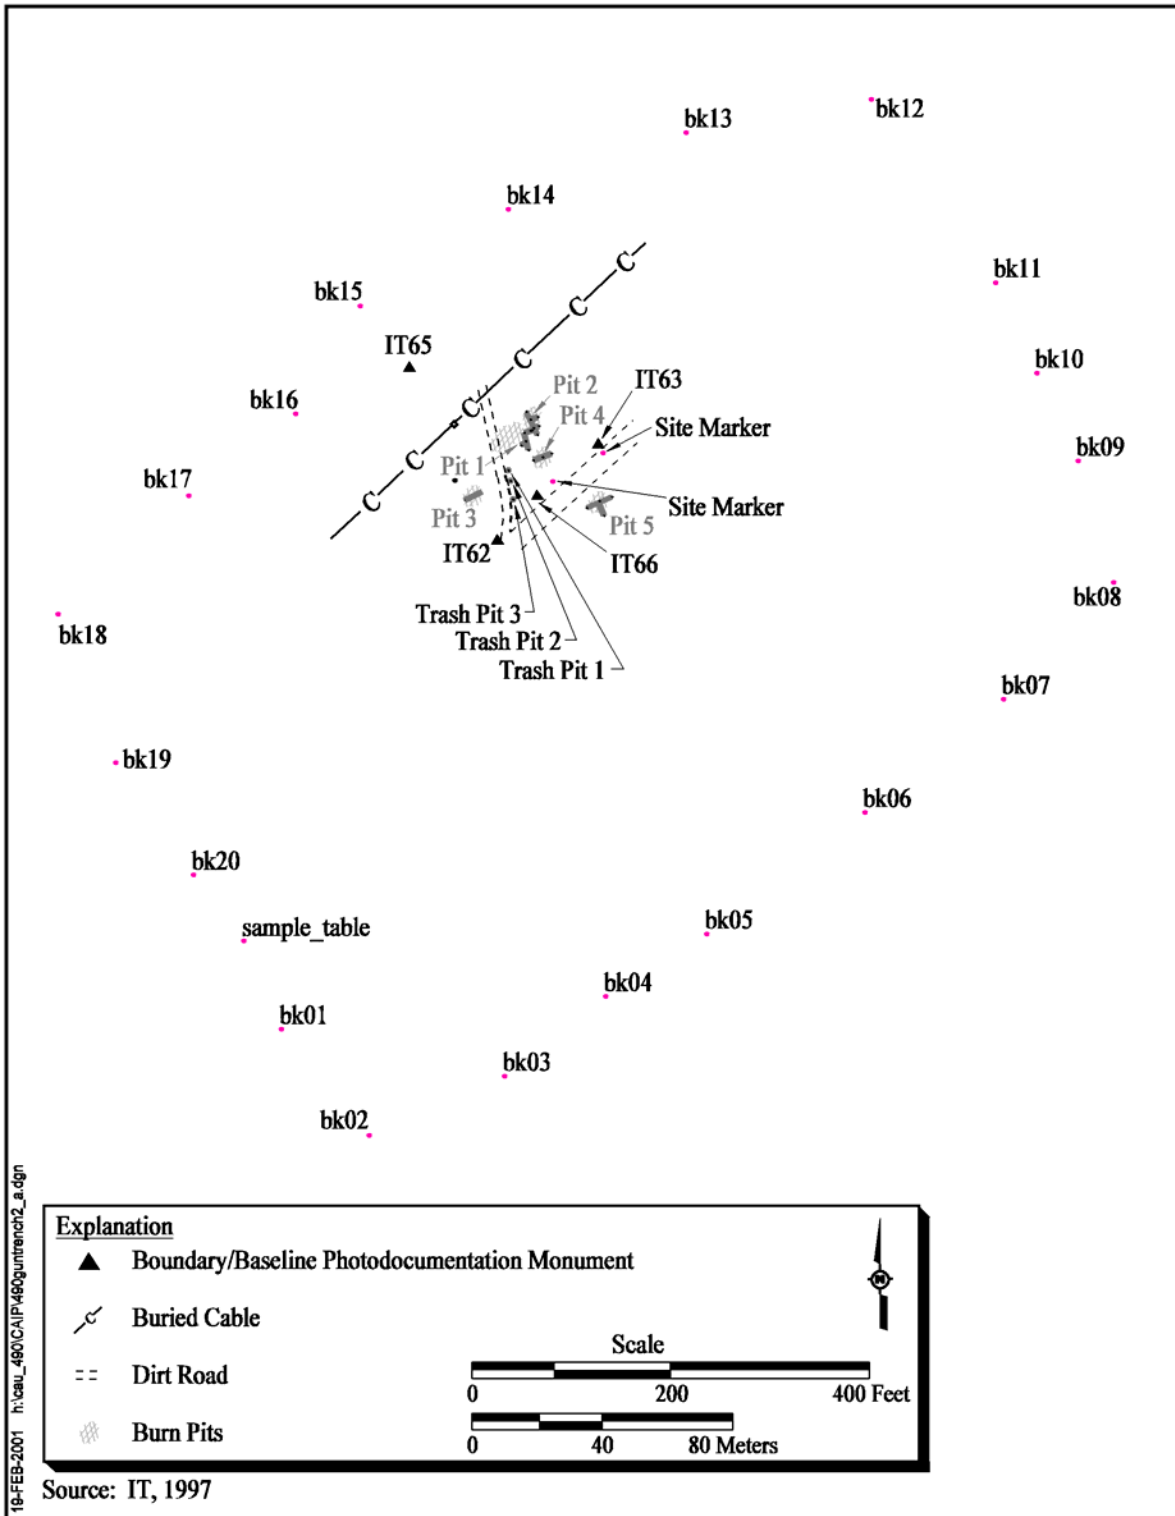 bk12
bk13
bk14
C
bk11
bk15
C
IT65
C
bk10
Pit 2
IT63
bk16
C
Pit 4
Site Marker
C
Pit 1
bk09
bk17
C
Site Marker
Pit 3
Pit 5
IT62
IT66
bk08
Trash Pit 3
bk18
Trash Pit 2
Trash Pit 1
bk07
bk19
bk06
bk20
sample_table
bk05
bk04
bk01
bk03
bk02
Explanation
Boundary/Baseline Photodocumentation Monument
N
C
Buried Cable
Scale
Dirt Road
0 200 400 Feet
Burn Pits
0 40 80 Meters
Source: IT, 1997
19-FEB-2001 h:\cau_490\CAIP\490guntrench2_a.dgn